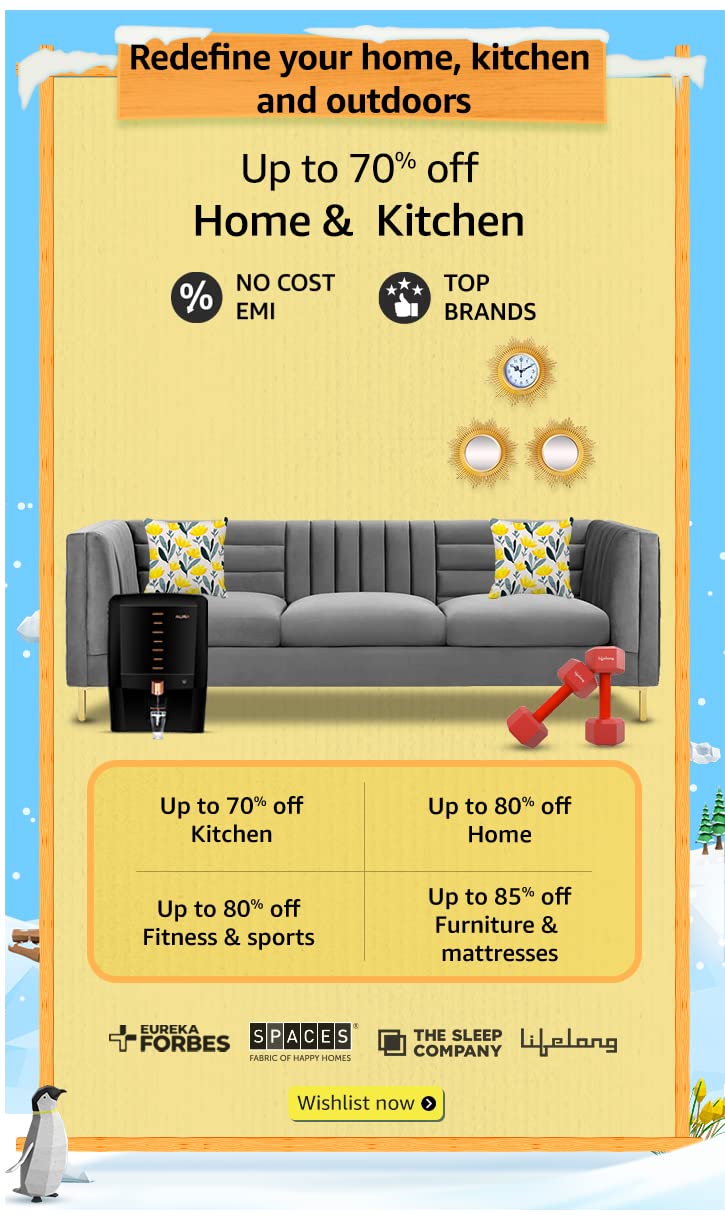 Redefine your home, kitchen
and outdoors
Up to 70% off
Home & Kitchen
% NO COST
EMI
TOP
BRANDS
Lifelong
Lifelong
Up to 70% off
Kitchen
Up to 80% off
Home
Up to 80% off
Fitness & sports
Up to 85% off
Furniture &
mattresses
EUREKA
FORBES
SPACES®
FABRIC OF HAPPY HOMES
THE SLEEP
COMPANY
Lifelong
Wishlist now